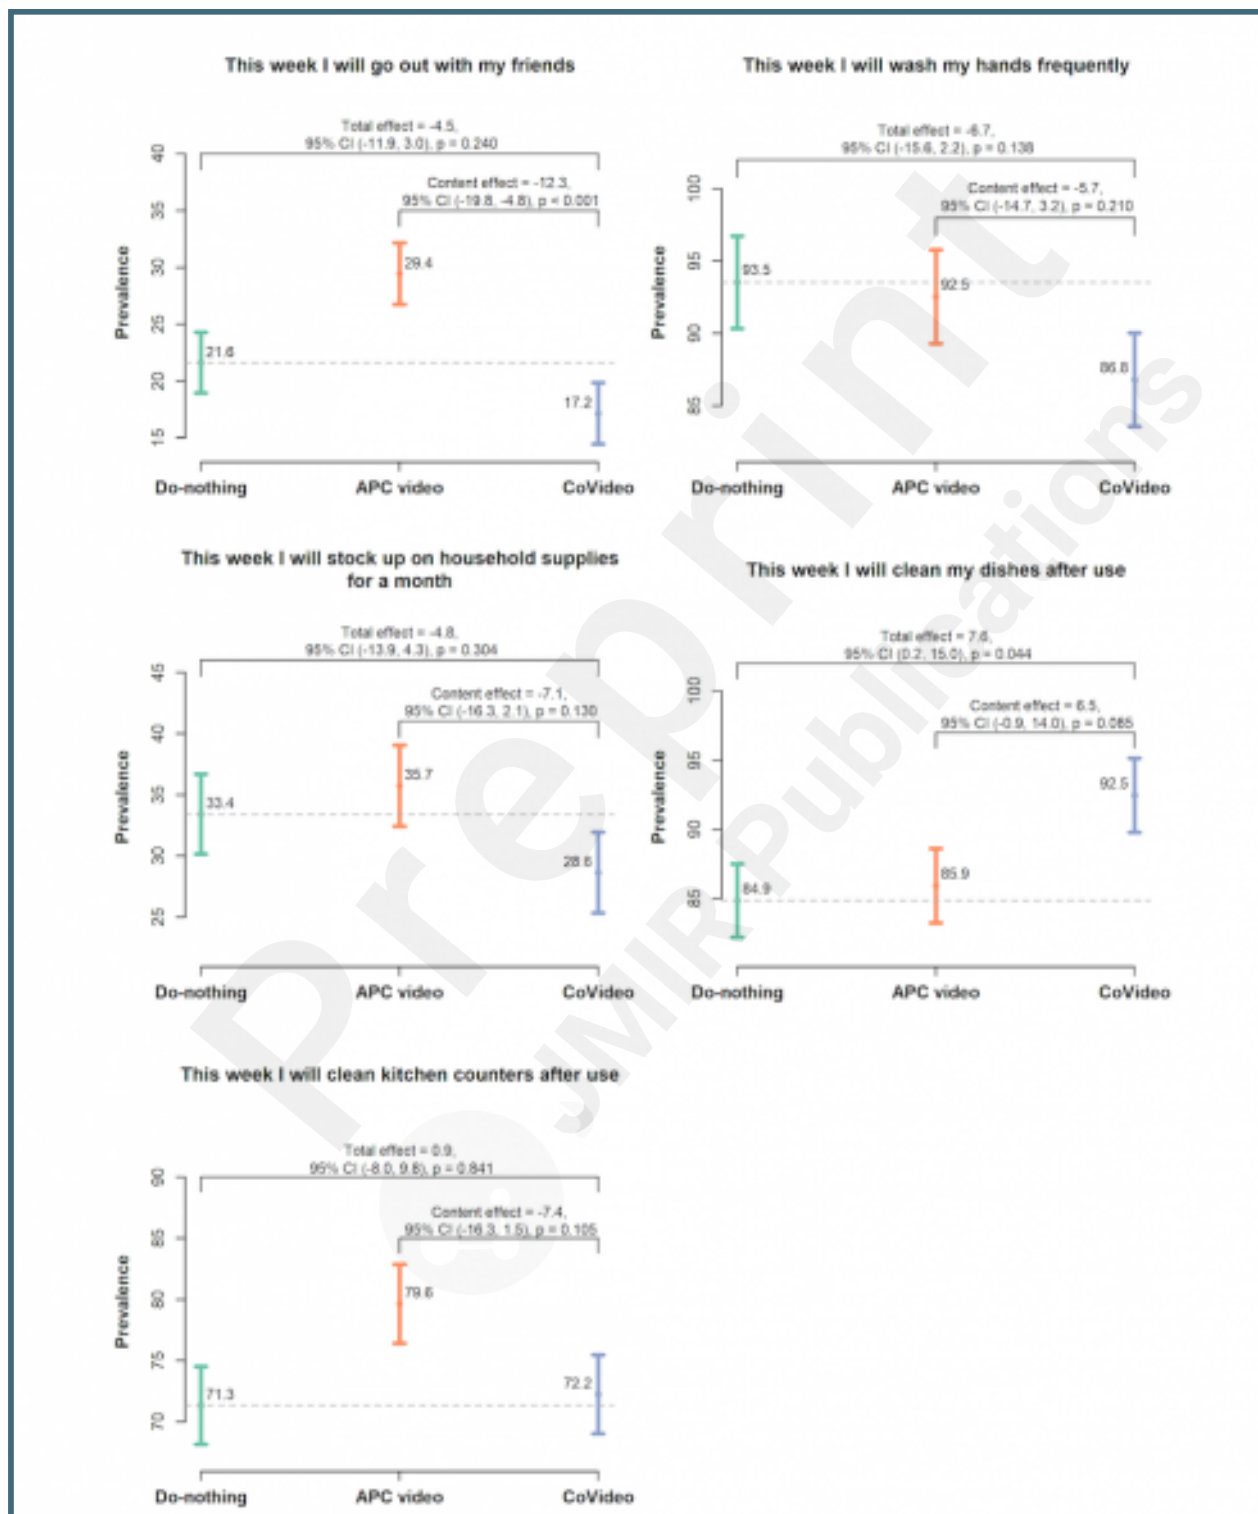 This week I will go out with my friends
Total effect = -4.5,
95% CI (-11.9, 3.0), p = 0.240
Content effect = -12.3,
95% CI (-19.8, -4.8), p < 0.001
Prevalence
40
35
30
25
20
15
21.6
29.4
17.2
Do-nothing APC video CoVideo
This week I will wash my hands frequently
Total effect = -6.7,
95% CI (-15.6, 2.2), p = 0.138
Content effect = -5.7,
95% CI (-14.7, 3.2), p = 0.210
Prevalence
100
95
90
85
93.5
92.5
86.8
Do-nothing APC video CoVideo
This week I will stock up on household supplies
for a month
Total effect = -4.8,
95% CI (-13.9, 4.3), p = 0.304
Content effect = -7.1,
95% CI (-16.3, 2.1), p = 0.130
Prevalence
45
40
35
30
25
33.4
35.7
28.6
Do-nothing APC video CoVideo
This week I will clean my dishes after use
Total effect = 7.6,
95% CI (0.2, 15.0), p = 0.044
Content effect = 6.5,
95% CI (-0.9, 14.0), p = 0.085
Prevalence
100
95
90
85
84.9
85.9
92.5
Do-nothing APC video CoVideo
This week I will clean kitchen counters after use
Total effect = 0.9,
95% CI (-8.0, 9.8), p = 0.841
Content effect = -7.4,
95% CI (-16.3, 1.5), p = 0.105
Prevalence
90
85
80
75
70
71.3
79.6
72.2
Do-nothing APC video CoVideo
Preprint
JMIR Publications